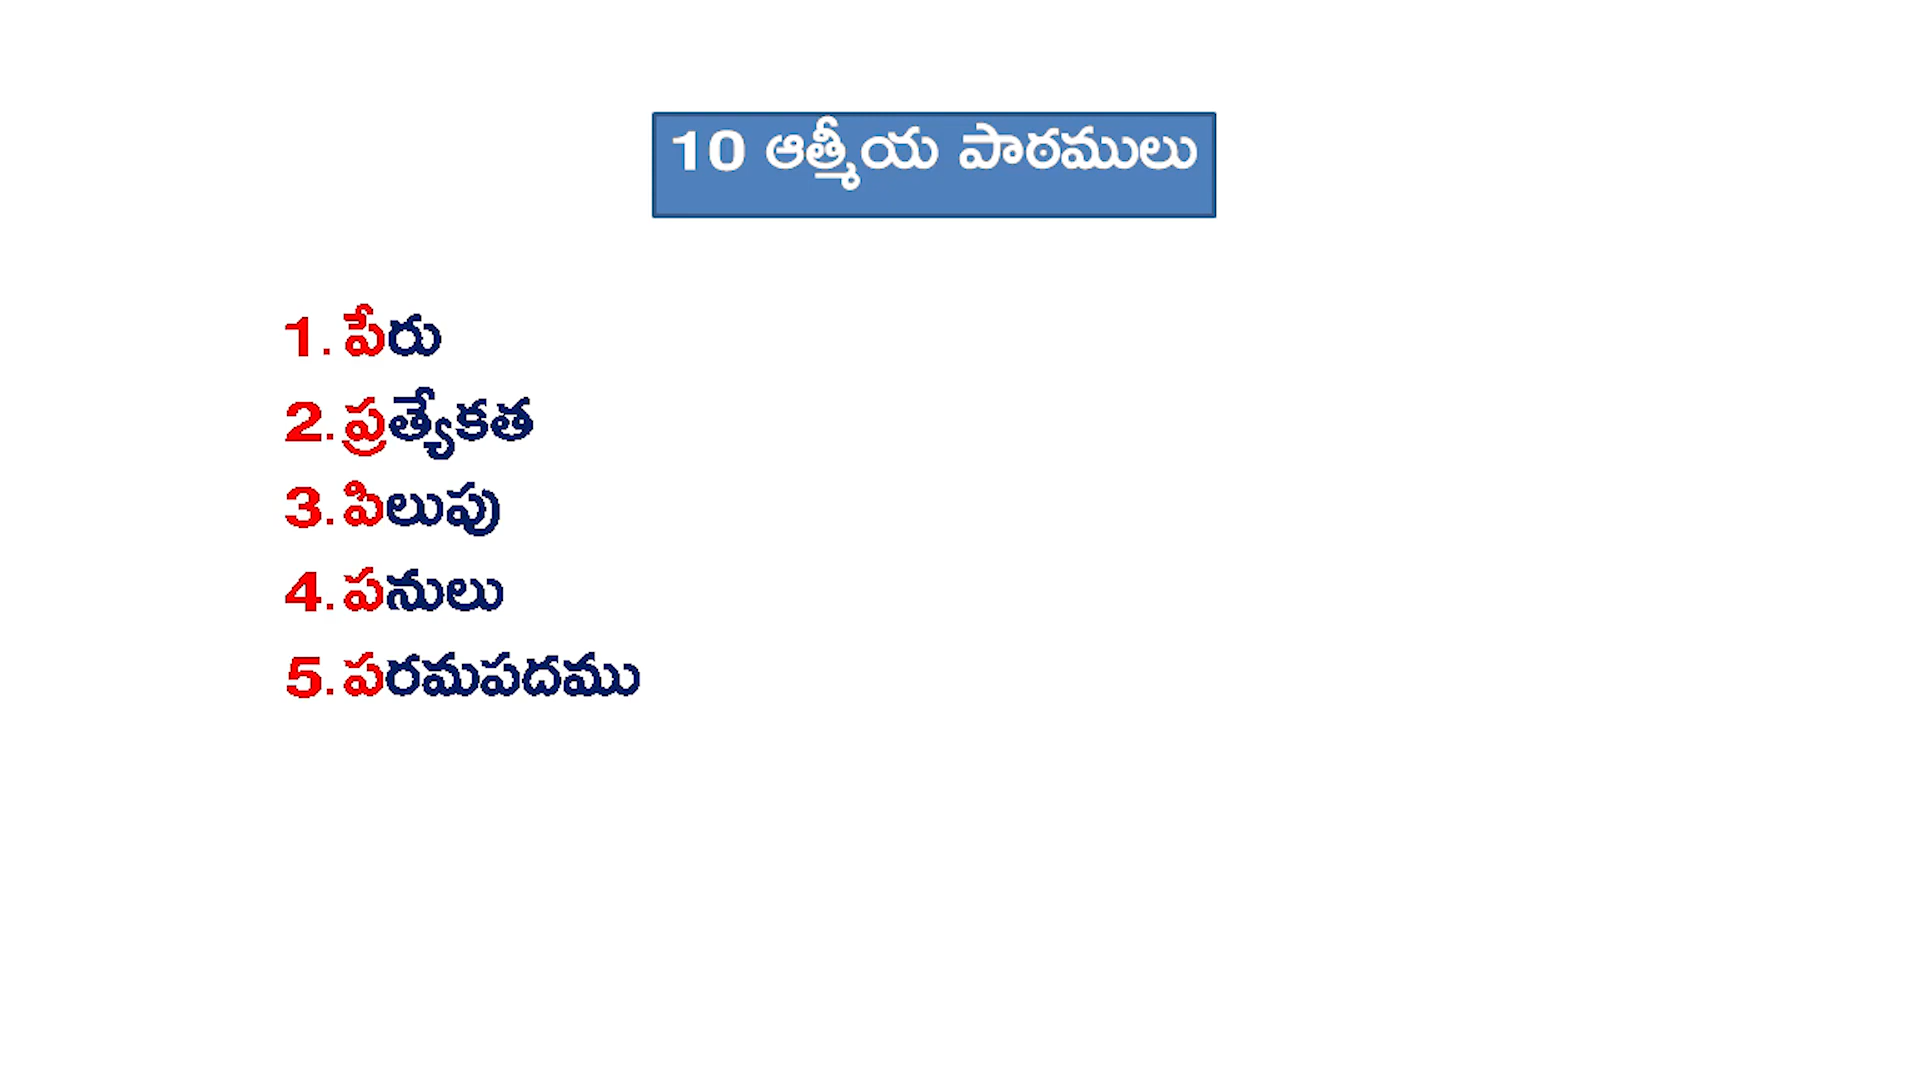 10 ఆత్మీయ పాఠములు
1. పేరు
2. ప్రత్యేకత
3. పిలుపు
4. పనులు
5. పరమపదము